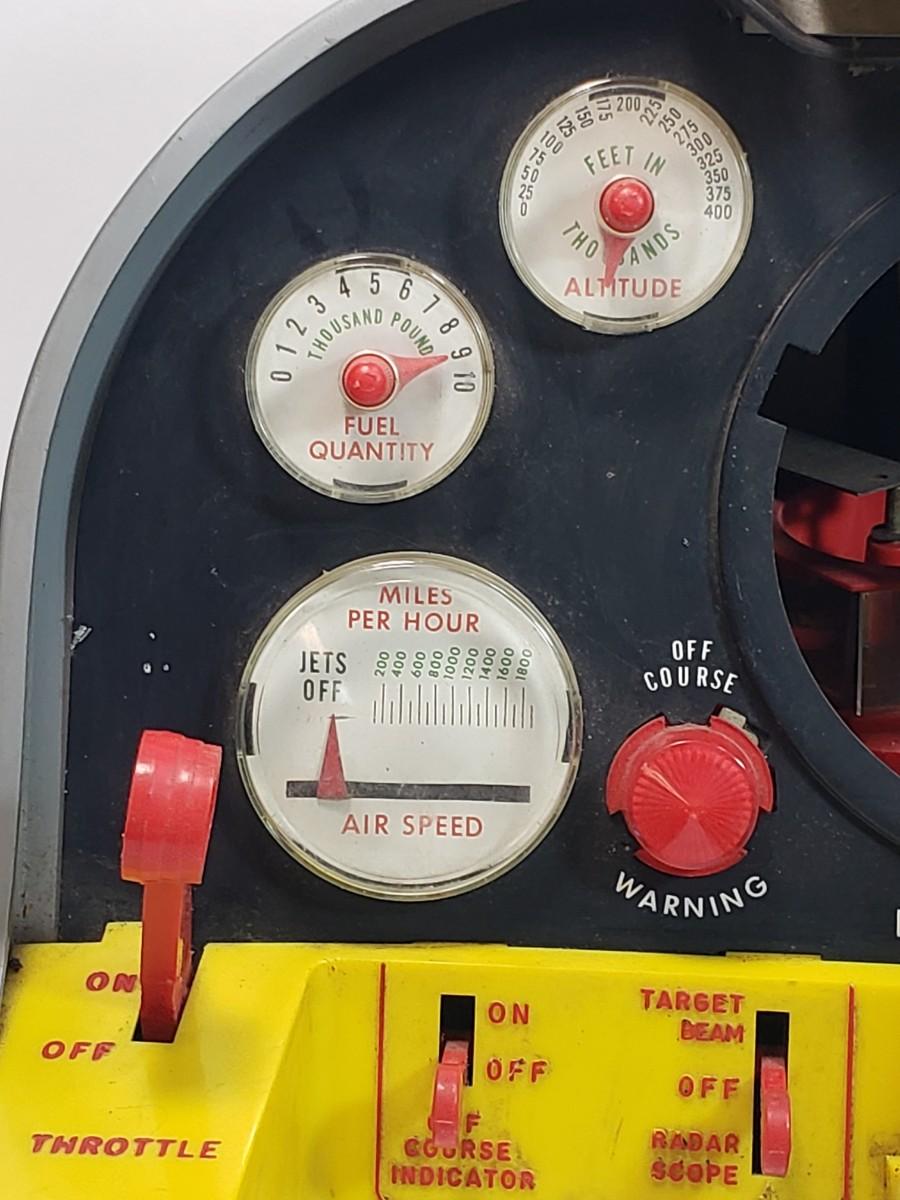 0 25 50 75 100 125 150 175 200 225 250 275 300 325 350 375 400
FEET IN
THOUSANDS
ALTITUDE
0 1 2 3 4 5 6 7 8 9 10
THOUSAND POUND
FUEL
QUANTITY
MILES
PER HOUR
JETS
OFF
200 400 600 800 1000 1200 1400 1600 1800
AIR SPEED
OFF
COURSE
WARNING
ON
OFF
THROTTLE
ON
OFF
OFF
COURSE
INDICATOR
TARGET
BEAM
OFF
RADAR
SCOPE